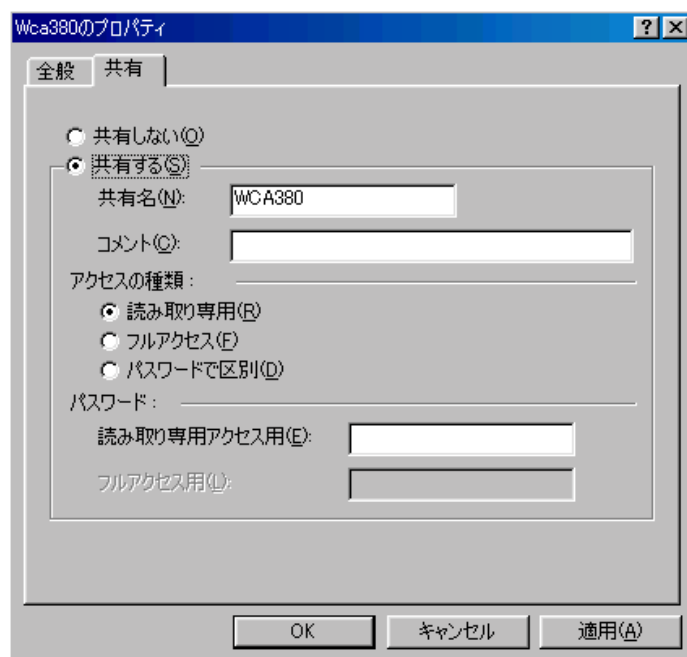 Wca380のプロパティ
全般 共有
共有しない(O)
共有する(S)
共有名(N): WCA380
コメント(C):
アクセスの種類:
読み取り専用(R)
フルアクセス(F)
パスワードで区別(D)
パスワード:
読み取り専用アクセス用(E):
フルアクセス用(L):
OK キャンセル 適用(A)